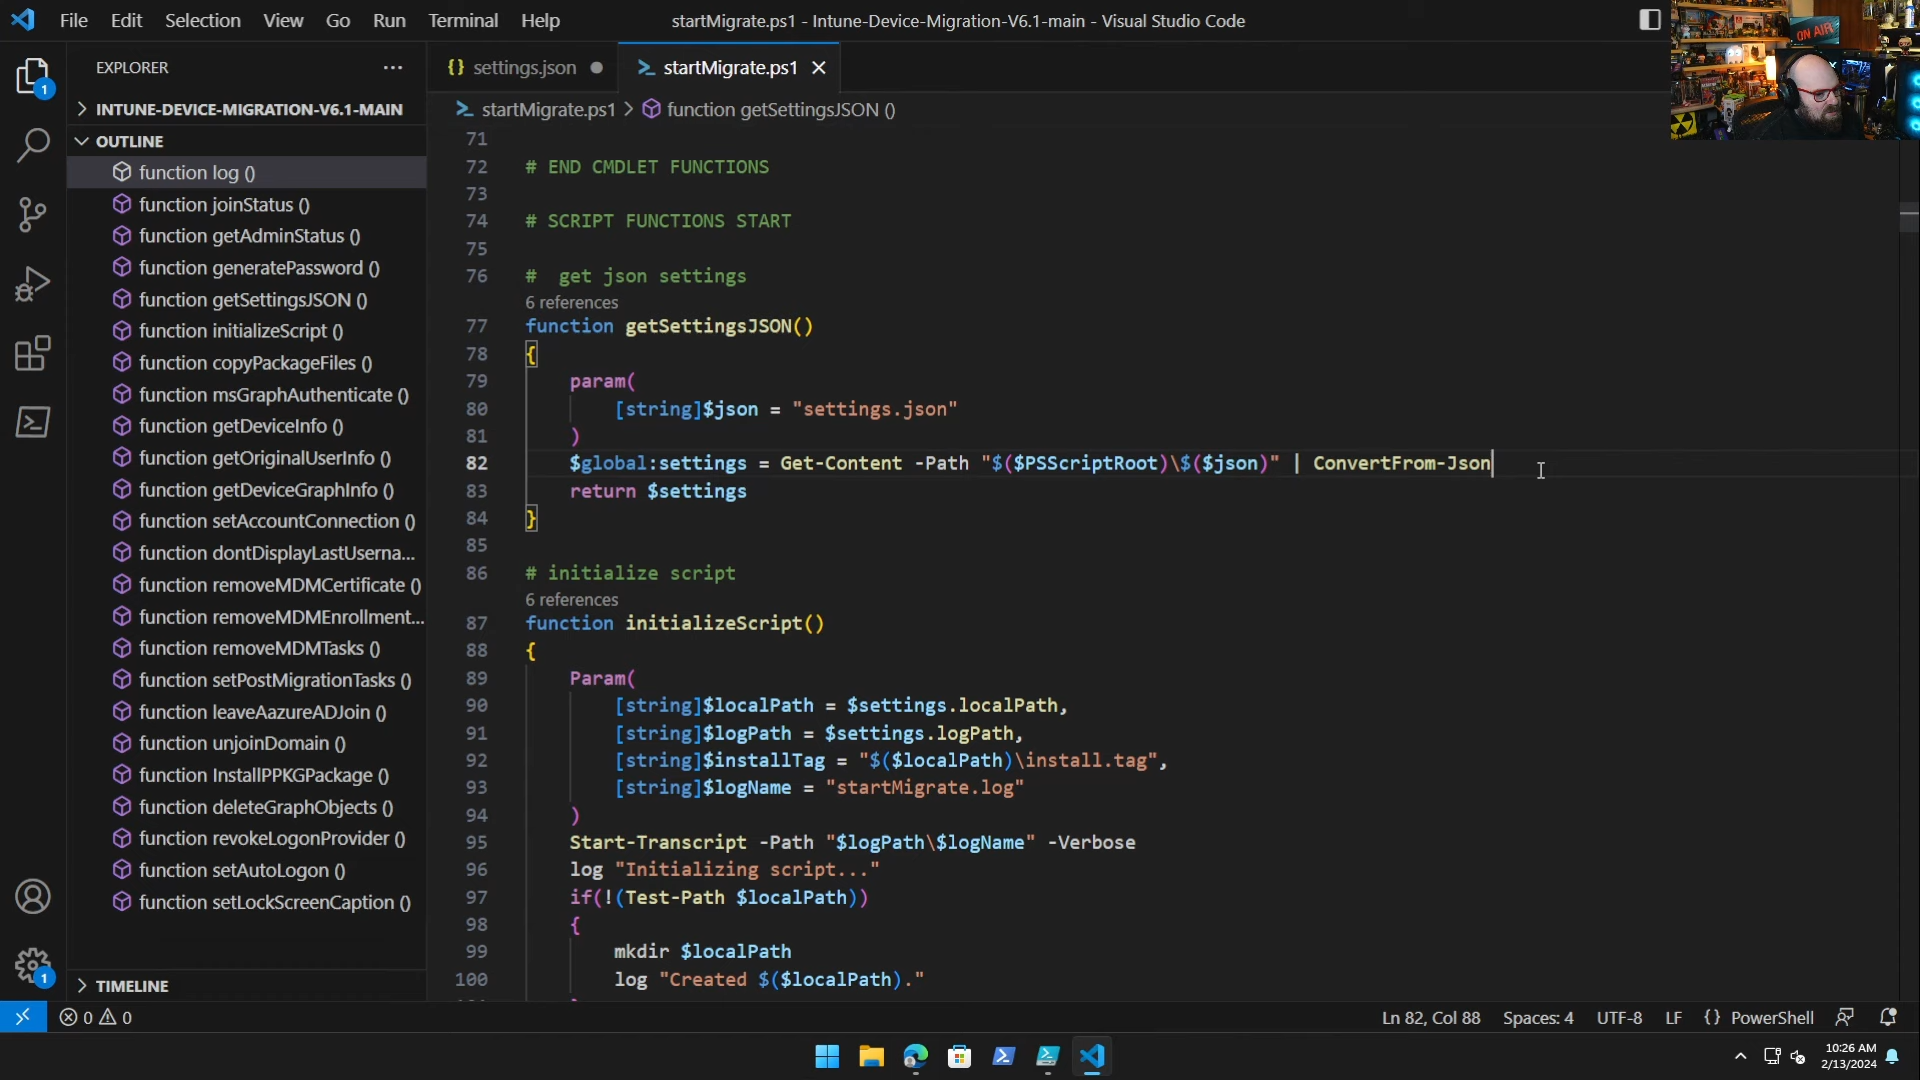 File Edit Selection View Go Run Terminal Help
startMigrate.ps1 - Intune-Device-Migration-V6.1-main - Visual Studio Code
ON AIR
EXPLORER
1
INTUNE-DEVICE-MIGRATION-V6.1-MAIN
OUTLINE
function log ()
function joinStatus ()
function getAdminStatus ()
function generatePassword ()
function getSettingsJSON ()
function initializeScript ()
function copyPackageFiles ()
function msGraphAuthenticate ()
function getDeviceInfo ()
function getOriginalUserInfo ()
function getDeviceGraphInfo ()
function setAccountConnection ()
function dontDisplayLastUserna...
function removeMDMCertificate ()
function removeMDMEnrollment...
function removeMDMTasks ()
function setPostMigrationTasks ()
function leaveAazureADJoin ()
function unjoinDomain ()
function InstallPPKGPackage ()
function deleteGraphObjects ()
function revokeLogonProvider ()
function setAutoLogon ()
function setLockScreenCaption ()
1
TIMELINE
{} settings.json
startMigrate.ps1
startMigrate.ps1 > function getSettingsJSON ()
71
72 # END CMDLET FUNCTIONS
73
74 # SCRIPT FUNCTIONS START
75
76 #  get json settings
6 references
77 function getSettingsJSON()
78 {
79 param(
80 [string]$json = "settings.json"
81 )
82 $global:settings = Get-Content -Path "$($PSScriptRoot)\$($json)" | ConvertFrom-Json
83 return $settings
84 }
85
86 # initialize script
6 references
87 function initializeScript()
88 {
89 Param(
90 [string]$localPath = $settings.localPath,
91 [string]$logPath = $settings.logPath,
92 [string]$installTag = "$($localPath)\install.tag",
93 [string]$logName = "startMigrate.log"
94 )
95 Start-Transcript -Path "$logPath\$logName" -Verbose
96 log "Initializing script..."
97 if(!(Test-Path $localPath))
98 {
99 mkdir $localPath
100 log "Created $($localPath)."
0 0
Ln 82, Col 88 Spaces: 4 UTF-8 LF {} PowerShell
10:26 AM
2/13/2024